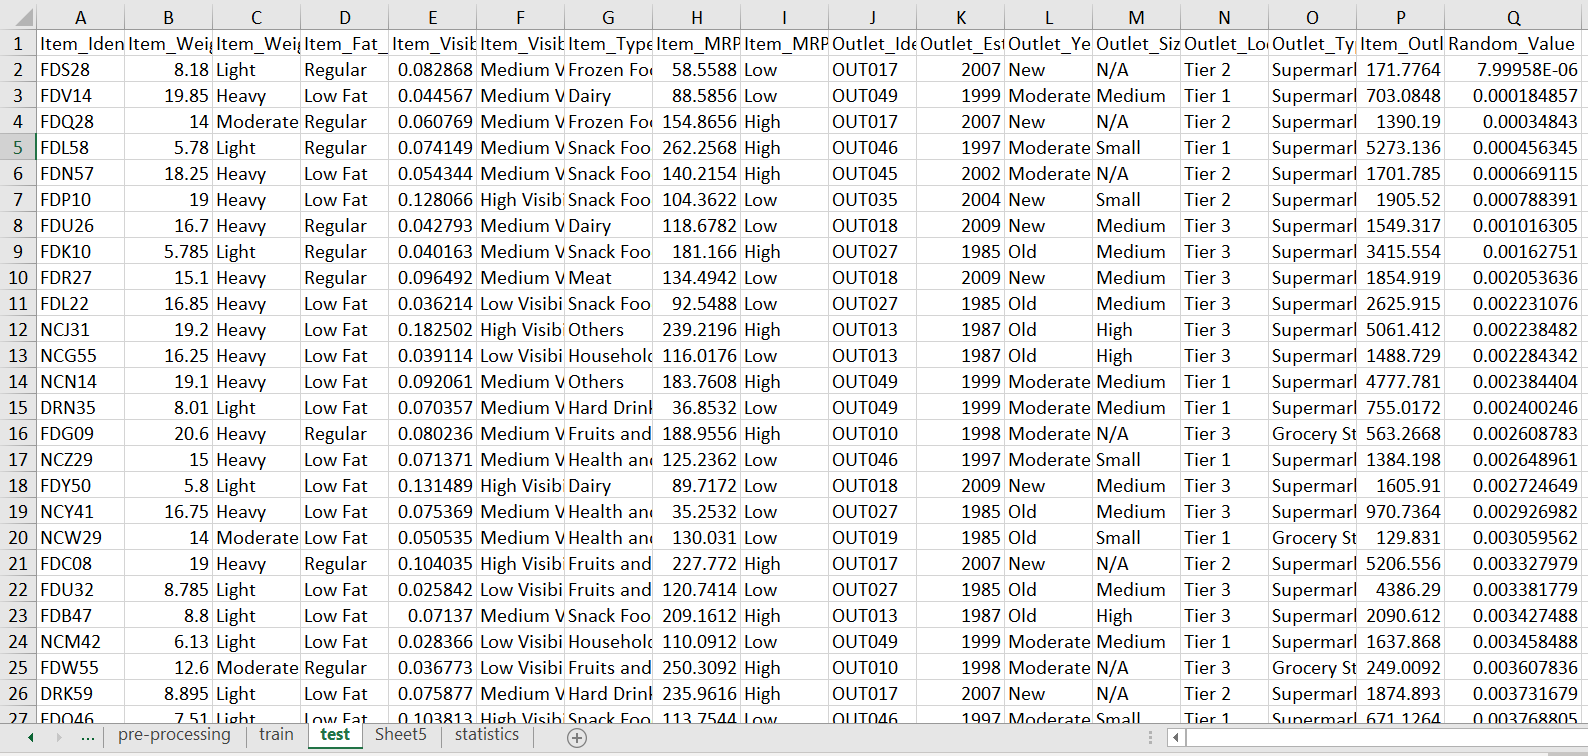 A B C D E F G H I J K L M N O P Q
1 Item_Iden Item_Weig Item_Weig Item_Fat_ Item_Visib Item_Visib Item_Type Item_MRP Item_MRP Outlet_Ide Outlet_Est Outlet_Ye Outlet_Siz Outlet_Loc Outlet_Ty Item_Outl Random_Value
2 FDS28 8.18 Light Regular 0.082868 Medium V Frozen Foo 58.5588 Low OUT017 2007 New N/A Tier 2 Supermarl 171.7764 7.99958E-06
3 FDV14 19.85 Heavy Low Fat 0.044567 Medium V Dairy 88.5856 Low OUT049 1999 Moderate Medium Tier 1 Supermarl 703.0848 0.000184857
4 FDQ28 14 Moderate Regular 0.060769 Medium V Frozen Foo 154.8656 High OUT017 2007 New N/A Tier 2 Supermarl 1390.19 0.00034843
5 FDL58 5.78 Light Regular 0.074149 Medium V Snack Foo 262.2568 High OUT046 1997 Moderate Small Tier 1 Supermarl 5273.136 0.000456345
6 FDN57 18.25 Heavy Low Fat 0.054344 Medium V Snack Foo 140.2154 High OUT045 2002 Moderate N/A Tier 2 Supermarl 1701.785 0.000669115
7 FDP10 19 Heavy Low Fat 0.128066 High Visibi Snack Foo 104.3622 Low OUT035 2004 New Small Tier 2 Supermarl 1905.52 0.000788391
8 FDU26 16.7 Heavy Regular 0.042793 Medium V Dairy 118.6782 Low OUT018 2009 New Medium Tier 3 Supermarl 1549.317 0.001016305
9 FDK10 5.785 Light Regular 0.040163 Medium V Snack Foo 181.166 High OUT027 1985 Old Medium Tier 3 Supermarl 3415.554 0.00162751
10 FDR27 15.1 Heavy Regular 0.096492 Medium V Meat 134.4942 Low OUT018 2009 New Medium Tier 3 Supermarl 1854.919 0.002053636
11 FDL22 16.85 Heavy Low Fat 0.036214 Low Visibi Snack Foo 92.5488 Low OUT027 1985 Old Medium Tier 3 Supermarl 2625.915 0.002231076
12 NCJ31 19.2 Heavy Low Fat 0.182502 High Visibi Others 239.2196 High OUT013 1987 Old High Tier 3 Supermarl 5061.412 0.002238482
13 NCG55 16.25 Heavy Low Fat 0.039114 Low Visibi Household 116.0176 Low OUT013 1987 Old High Tier 3 Supermarl 1488.729 0.002284342
14 NCN14 19.1 Heavy Low Fat 0.092061 Medium V Others 183.7608 High OUT049 1999 Moderate Medium Tier 1 Supermarl 4777.781 0.002384404
15 DRN35 8.01 Light Low Fat 0.070357 Medium V Hard Drink 36.8532 Low OUT049 1999 Moderate Medium Tier 1 Supermarl 755.0172 0.002400246
16 FDG09 20.6 Heavy Regular 0.080236 Medium V Fruits and 188.9556 High OUT010 1998 Moderate N/A Tier 3 Grocery St 563.2668 0.002608783
17 NCZ29 15 Heavy Low Fat 0.071371 Medium V Health and 125.2362 Low OUT046 1997 Moderate Small Tier 1 Supermarl 1384.198 0.002648961
18 FDY50 5.8 Light Low Fat 0.131489 High Visibi Dairy 89.7172 Low OUT018 2009 New Medium Tier 3 Supermarl 1605.91 0.002724649
19 NCY41 16.75 Heavy Low Fat 0.075369 Medium V Health and 35.2532 Low OUT027 1985 Old Medium Tier 3 Supermarl 970.7364 0.002926982
20 NCW29 14 Moderate Low Fat 0.050535 Medium V Health and 130.031 Low OUT019 1985 Old Small Tier 1 Grocery St 129.831 0.003059562
21 FDC08 19 Heavy Regular 0.104035 High Visibi Fruits and 227.772 High OUT017 2007 New N/A Tier 2 Supermarl 5206.556 0.003327979
22 FDU32 8.785 Light Low Fat 0.025842 Low Visibi Fruits and 120.7414 Low OUT027 1985 Old Medium Tier 3 Supermarl 4386.29 0.003381779
23 FDB47 8.8 Light Low Fat 0.07137 Medium V Snack Foo 209.1612 High OUT013 1987 Old High Tier 3 Supermarl 2090.612 0.003427488
24 NCM42 6.13 Light Low Fat 0.028366 Low Visibi Household 110.0912 Low OUT049 1999 Moderate Medium Tier 1 Supermarl 1637.868 0.003458488
25 FDW55 12.6 Moderate Regular 0.036773 Low Visibi Fruits and 250.3092 High OUT010 1998 Moderate N/A Tier 3 Grocery St 249.0092 0.003607836
26 DRK59 8.895 Light Low Fat 0.075877 Medium V Hard Drink 235.9616 High OUT017 2007 New N/A Tier 2 Supermarl 1874.893 0.003731679
27 FDO46 7.51 Light Low Fat 0.103813 High Visibi Snack Foo 113.7544 Low OUT046 1997 Moderate Small Tier 1 Supermarl 671.1264 0.003768805
... pre-processing train test Sheet5 statistics